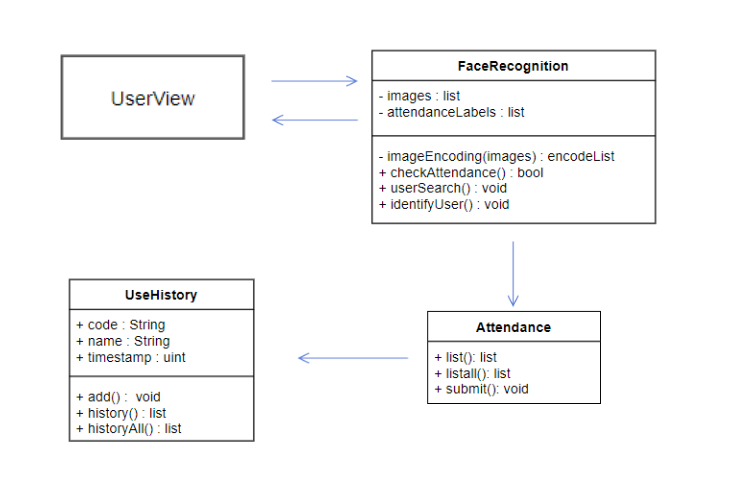 UserView
FaceRecognition
- images : list
- attendanceLabels : list
- imageEncoding(images) : encodeList
+ checkAttendance() : bool
+ userSearch() : void
+ identifyUser() : void
UseHistory
+ code : String
+ name : String
+ timestamp : uint
+ add() : void
+ history() : list
+ historyAll() : list
Attendance
+ list(): list
+ listall(): list
+ submit(): void